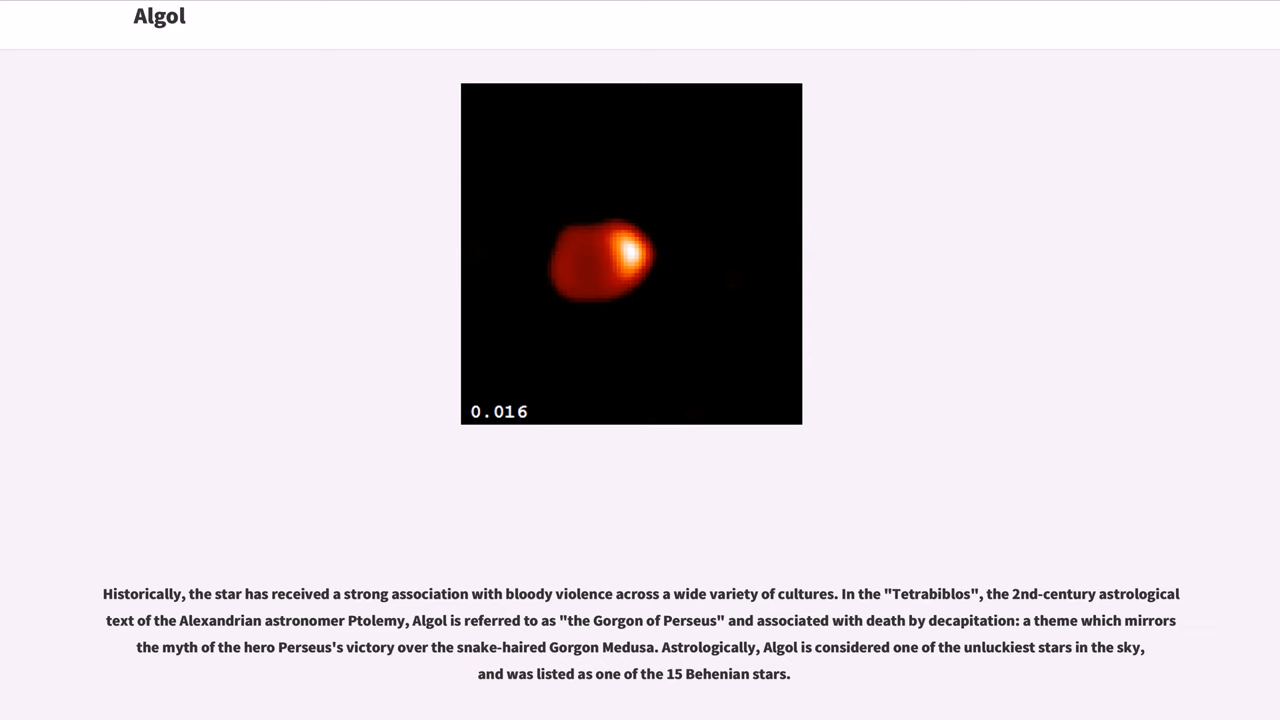 Algol
0.016
Historically, the star has received a strong association with bloody violence across a wide variety of cultures. In the "Tetrabiblos", the 2nd-century astrological
text of the Alexandrian astronomer Ptolemy, Algol is referred to as "the Gorgon of Perseus" and associated with death by decapitation: a theme which mirrors
the myth of the hero Perseus's victory over the snake-haired Gorgon Medusa. Astrologically, Algol is considered one of the unluckiest stars in the sky,
and was listed as one of the 15 Behenian stars.